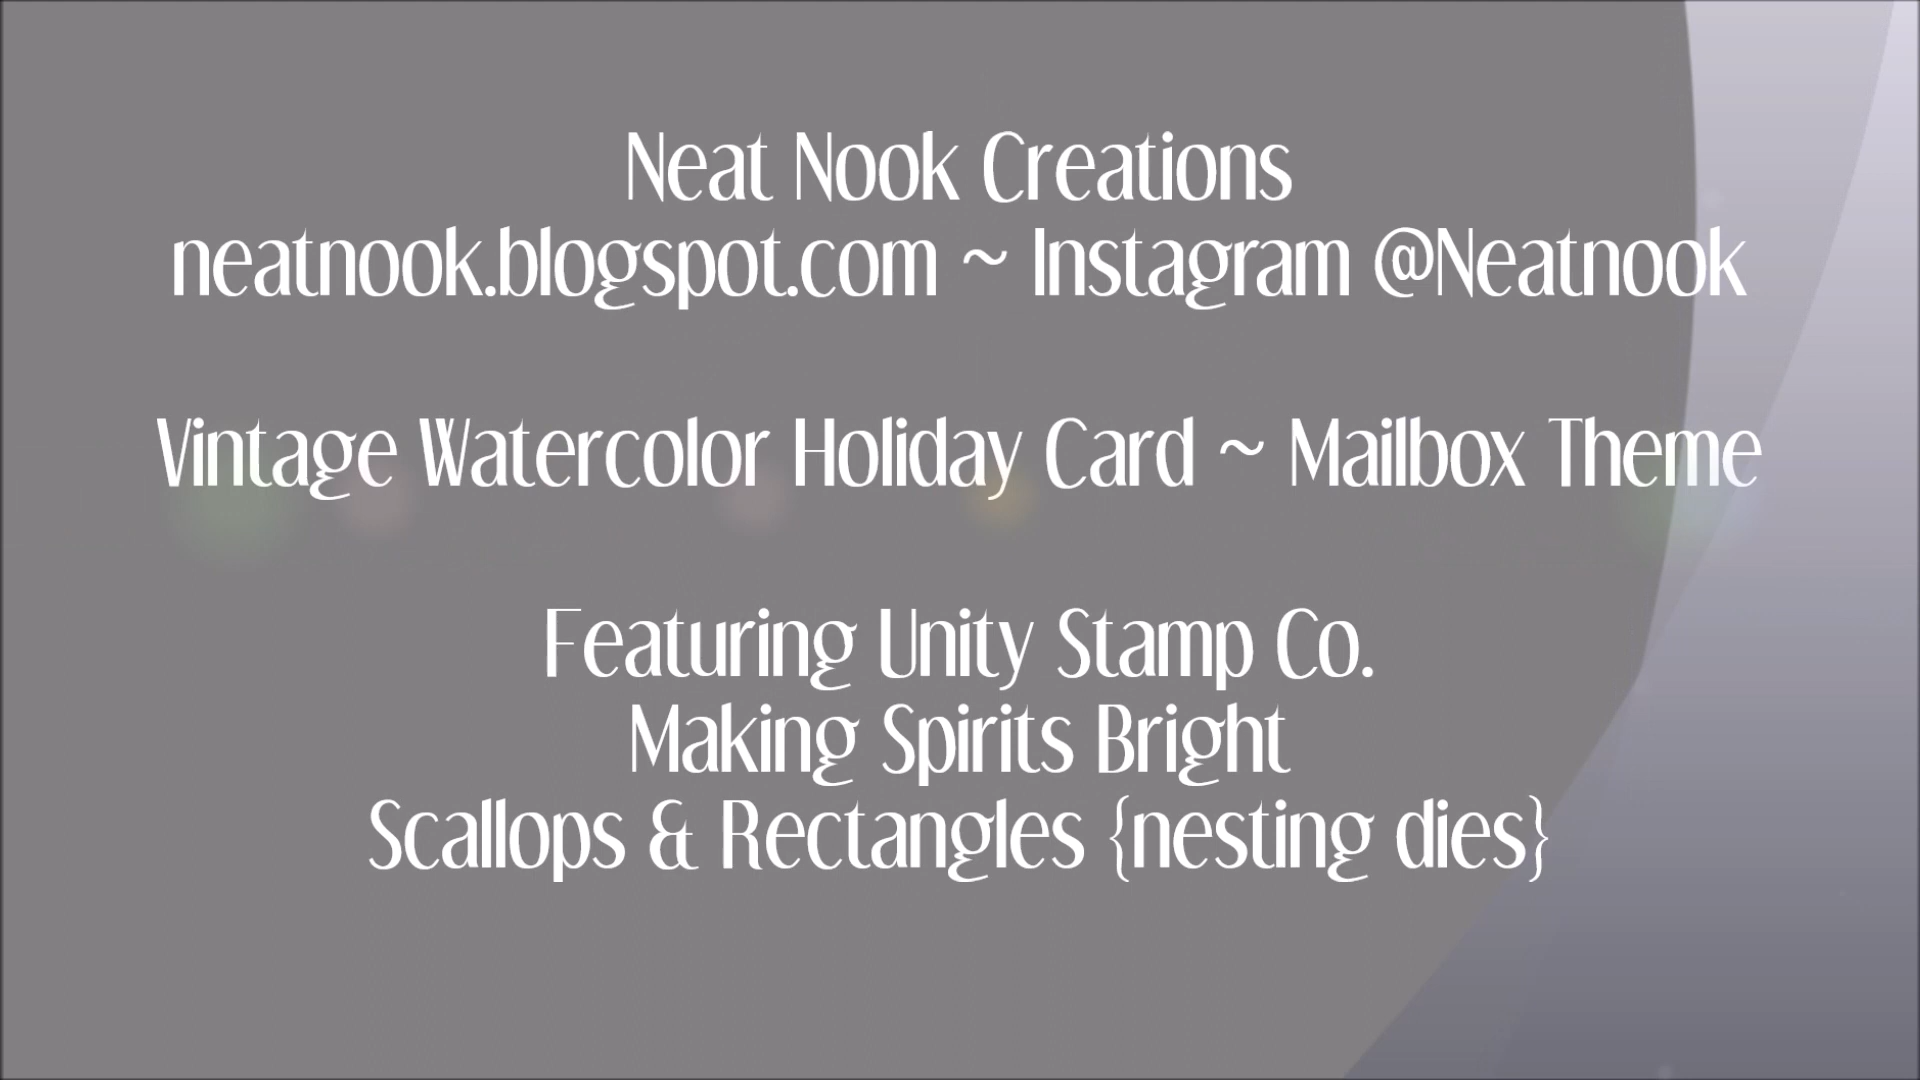 Neat Nook Creations
neatnook.blogspot.com ~ Instagram @Neatnook
Vintage Watercolor Holiday Card ~ Mailbox Theme
Featuring Unity Stamp Co.
Making Spirits Bright
Scallops & Rectangles {nesting dies}